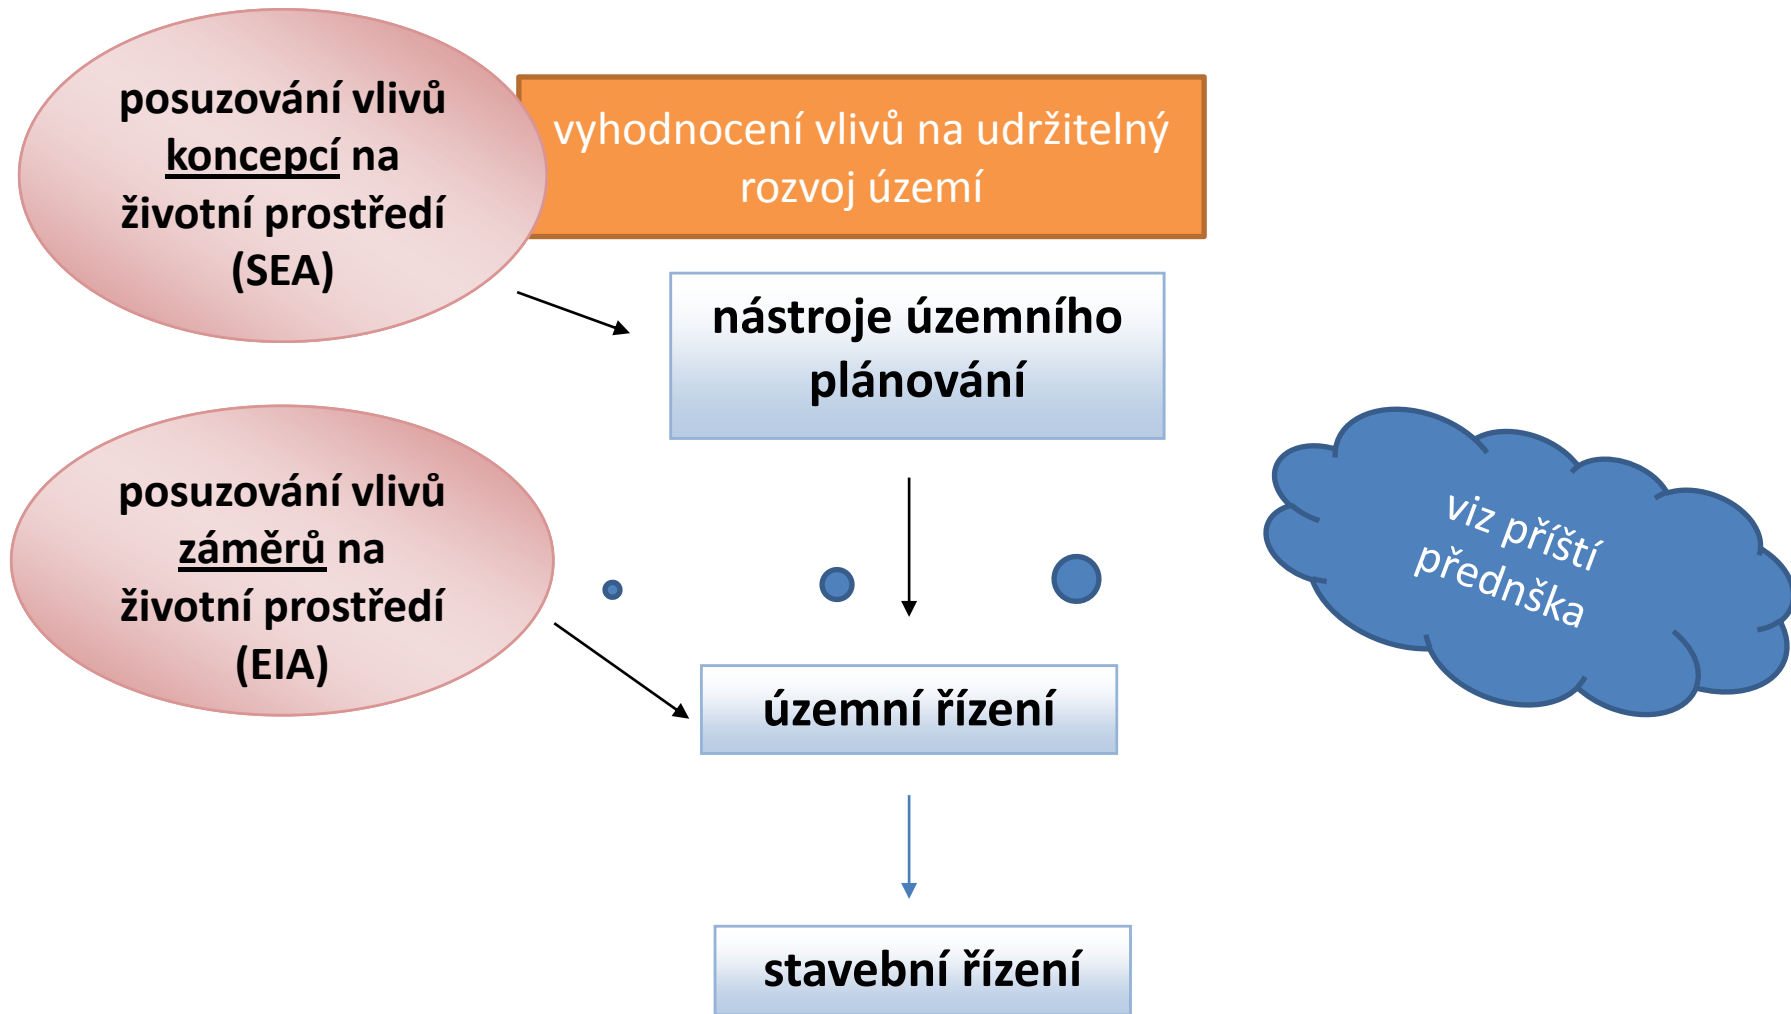 posuzování vlivů
koncepcí na
životní prostředí
(SEA)
vyhodnocení vlivů na udržitelný
rozvoj území
nástroje územního
plánování
posuzování vlivů
záměrů na
životní prostředí
(EIA)
viz příští
přednška
územní řízení
stavební řízení